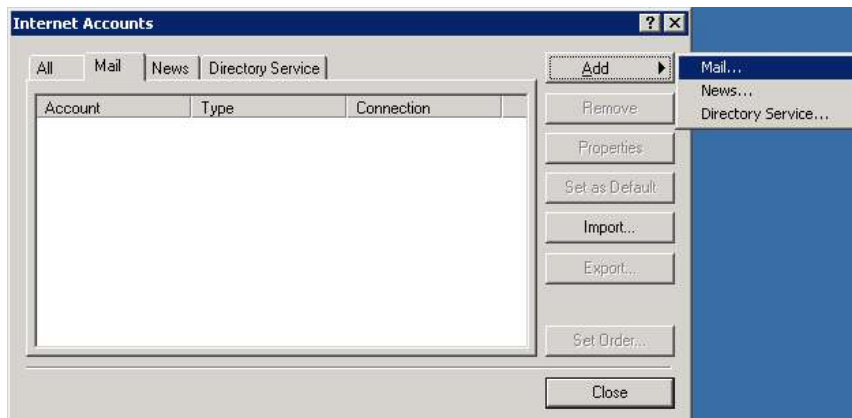 Internet Accounts
All Mail News Directory Service
Account Type Connection
Add
Remove
Properties
Set as Default
Import...
Export...
Set Order...
Close
Mail...
News...
Directory Service...